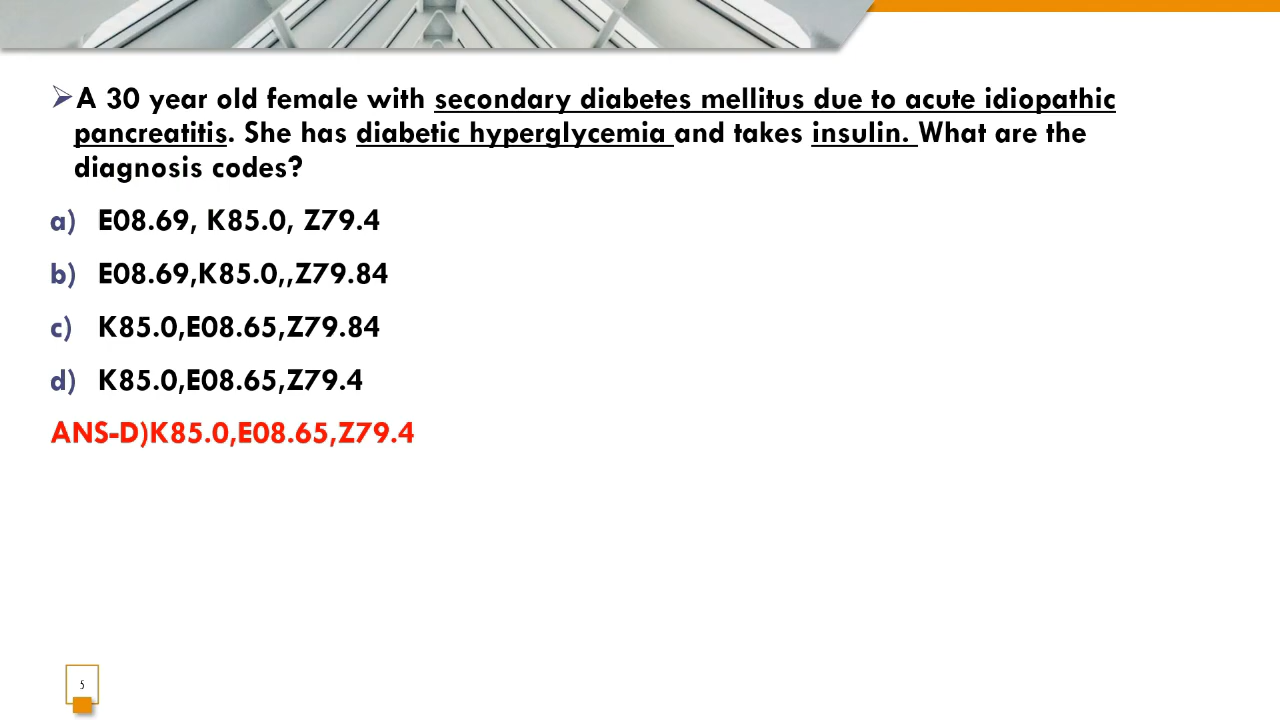 ➢A 30 year old female with secondary diabetes mellitus due to acute idiopathic
pancreatitis. She has diabetic hyperglycemia and takes insulin. What are the
diagnosis codes?
a) E08.69, K85.0, Z79.4
b) E08.69,K85.0,,Z79.84
c) K85.0,E08.65,Z79.84
d) K85.0,E08.65,Z79.4
ANS-D)K85.0,E08.65,Z79.4
5